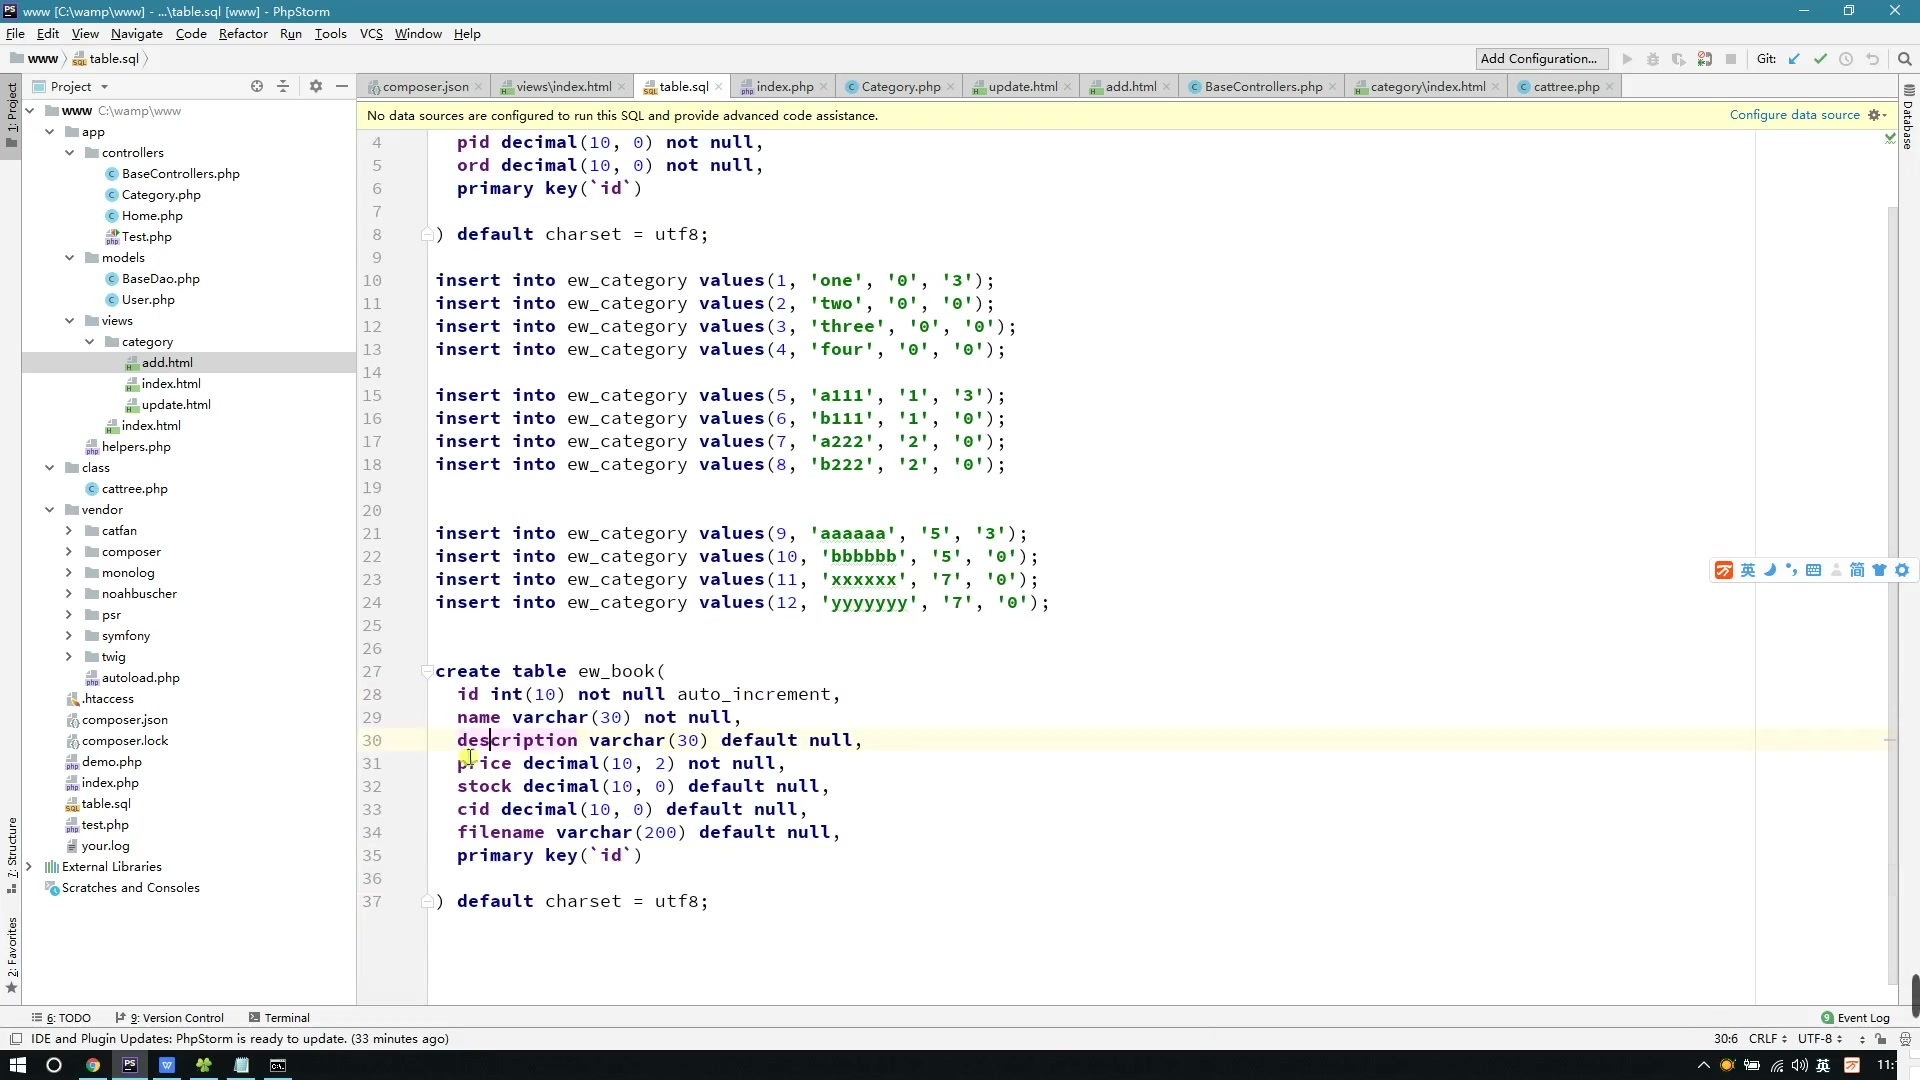 www [C:\wamp\www] - ...\table.sql [www] - PhpStorm
File Edit View Navigate Code Refactor Run Tools VCS Window Help
www table.sql Add Configuration... Git:
Project
composer.json views\index.html table.sql index.php Category.php update.html add.html BaseControllers.php category\index.html cattree.php
1: Project
7: Structure
2: Favorites
Database
www C:\wamp\www
app
controllers
BaseControllers.php
Category.php
Home.php
Test.php
models
BaseDao.php
User.php
views
category
add.html
index.html
update.html
index.html
helpers.php
class
cattree.php
vendor
catfan
composer
monolog
noahbuscher
psr
symfony
twig
autoload.php
.htaccess
composer.json
composer.lock
demo.php
index.php
table.sql
test.php
your.log
External Libraries
Scratches and Consoles
No data sources are configured to run this SQL and provide advanced code assistance. Configure data source
4 pid decimal(10, 0) not null,
5 ord decimal(10, 0) not null,
6 primary key(`id`)
7
8 ) default charset = utf8;
9
10 insert into ew_category values(1, 'one', '0', '3');
11 insert into ew_category values(2, 'two', '0', '0');
12 insert into ew_category values(3, 'three', '0', '0');
13 insert into ew_category values(4, 'four', '0', '0');
14
15 insert into ew_category values(5, 'a111', '1', '3');
16 insert into ew_category values(6, 'b111', '1', '0');
17 insert into ew_category values(7, 'a222', '2', '0');
18 insert into ew_category values(8, 'b222', '2', '0');
19
20
21 insert into ew_category values(9, 'aaaaaa', '5', '3');
22 insert into ew_category values(10, 'bbbbbb', '5', '0');
23 insert into ew_category values(11, 'xxxxxx', '7', '0');
24 insert into ew_category values(12, 'yyyyyyy', '7', '0');
25
26
27 create table ew_book(
28 id int(10) not null auto_increment,
29 name varchar(30) not null,
30 description varchar(30) default null,
31 price decimal(10, 2) not null,
32 stock decimal(10, 0) default null,
33 cid decimal(10, 0) default null,
34 filename varchar(200) default null,
35 primary key(`id`)
36
37 ) default charset = utf8;
英 简
6: TODO 9: Version Control Terminal 9 Event Log
IDE and Plugin Updates: PhpStorm is ready to update. (33 minutes ago) 30:6 CRLF UTF-8
英